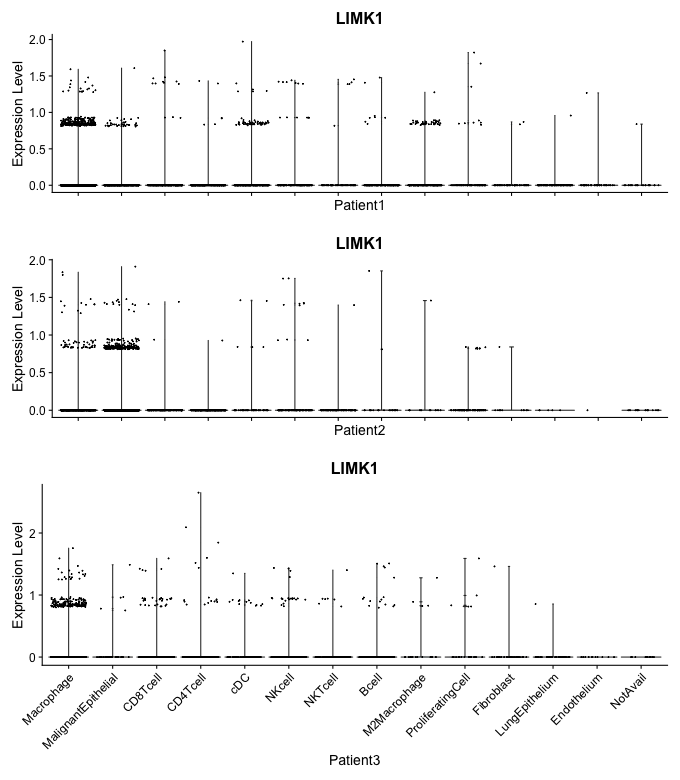 LIMK1
2.0
1.5
1.0
0.5
0.0
Expression Level
Patient1
LIMK1
2.0
1.5
1.0
0.5
0.0
Expression Level
Patient2
LIMK1
2
1
0
Expression Level
Macrophage
MalignantEpithelial
CD8Tcell
CD4Tcell
cDC
NKcell
NKTcell
Bcell
M2Macrophage
ProliferatingCell
Fibroblast
LungEpithelium
Endothelium
NotAvail
Patient3